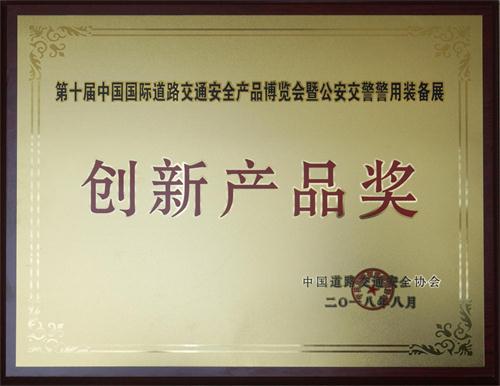 第十届中国国际道路交通安全产品博览会暨公安交警警用装备展
创新产品奖
中国道路交通安全协会
二〇一八年八月